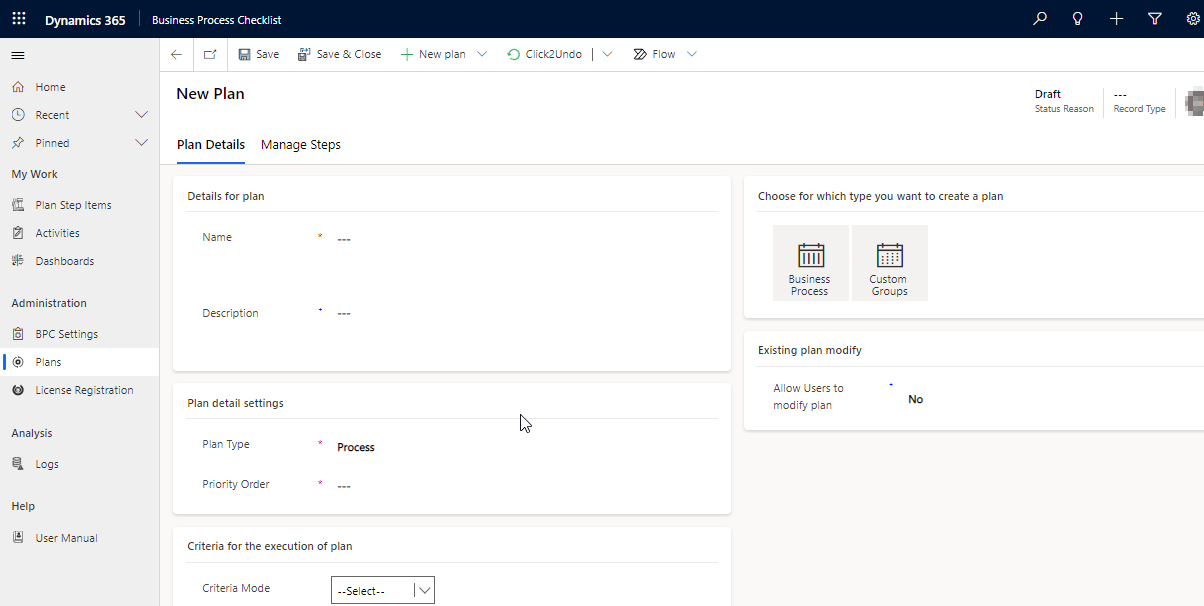 Dynamics 365 Business Process Checklist
Save Save & Close New plan Click2Undo Flow
Home
Recent
Pinned
My Work
Plan Step Items
Activities
Dashboards
Administration
BPC Settings
Plans
License Registration
Analysis
Logs
Help
User Manual
New Plan
Draft
Status Reason
---
Record Type
Plan Details Manage Steps
Details for plan
Name * ---
Description * ---
Plan detail settings
Plan Type * Process
Priority Order * ---
Criteria for the execution of plan
Criteria Mode --Select--
Choose for which type you want to create a plan
Business
Process
Custom
Groups
Existing plan modify
Allow Users to
modify plan
* No